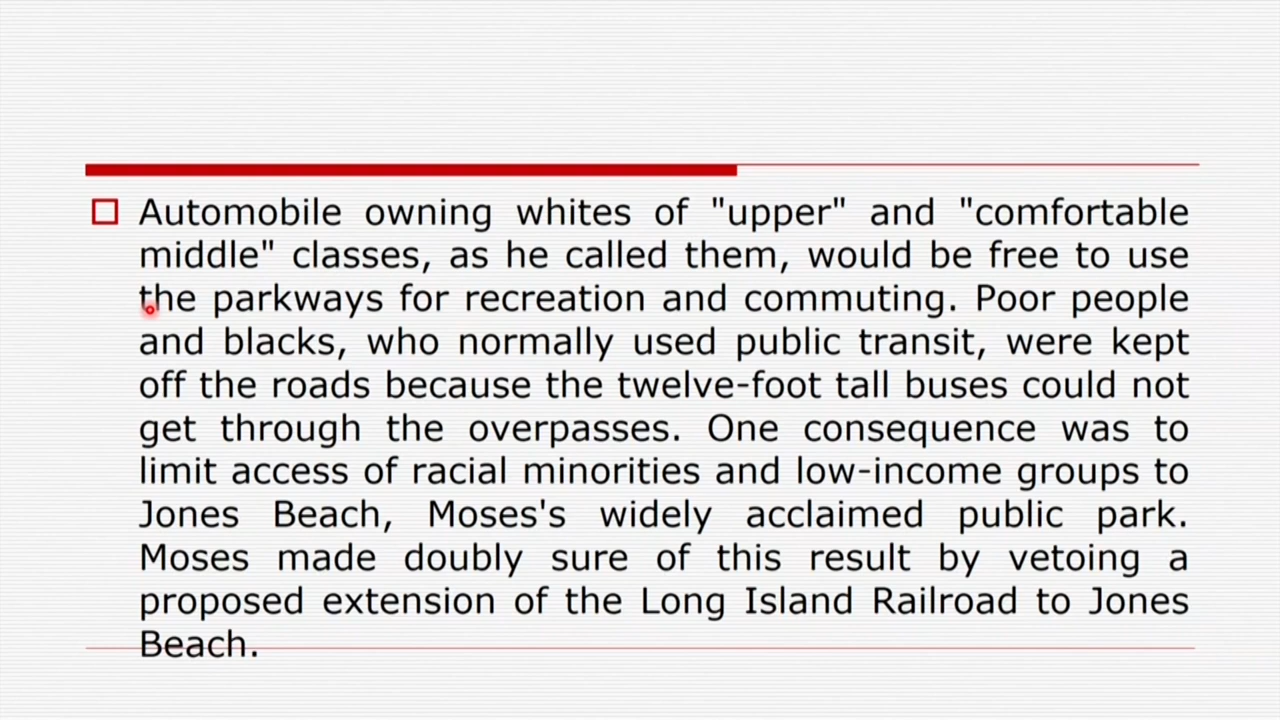 Automobile owning whites of "upper" and "comfortable
middle" classes, as he called them, would be free to use
the parkways for recreation and commuting. Poor people
and blacks, who normally used public transit, were kept
off the roads because the twelve-foot tall buses could not
get through the overpasses. One consequence was to
limit access of racial minorities and low-income groups to
Jones Beach, Moses's widely acclaimed public park.
Moses made doubly sure of this result by vetoing a
proposed extension of the Long Island Railroad to Jones
Beach.